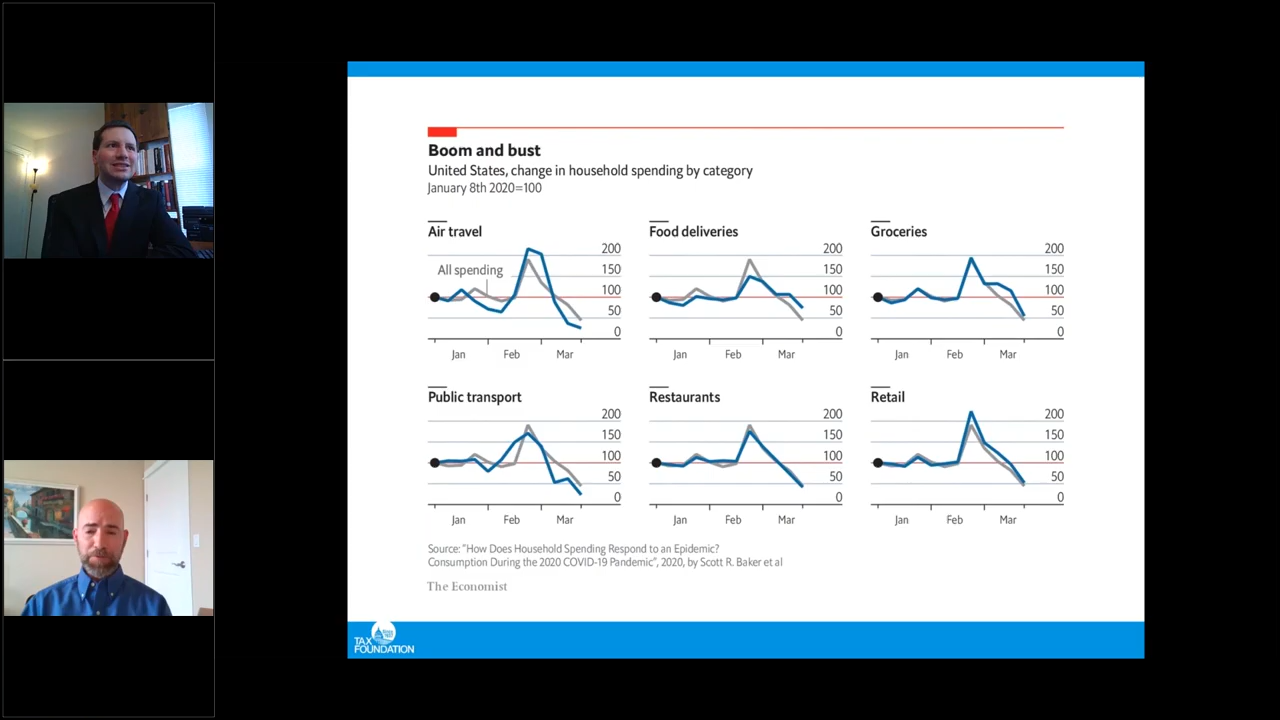 Boom and bust
United States, change in household spending by category
January 8th 2020=100
Air travel
All spending
200
150
100
50
0
Jan Feb Mar
Food deliveries
200
150
100
50
0
Jan Feb Mar
Groceries
200
150
100
50
0
Jan Feb Mar
Public transport
200
150
100
50
0
Jan Feb Mar
Restaurants
200
150
100
50
0
Jan Feb Mar
Retail
200
150
100
50
0
Jan Feb Mar
Source: "How Does Household Spending Respond to an Epidemic?
Consumption During the 2020 COVID-19 Pandemic", 2020, by Scott R. Baker et al
The Economist
TAX
FOUNDATION